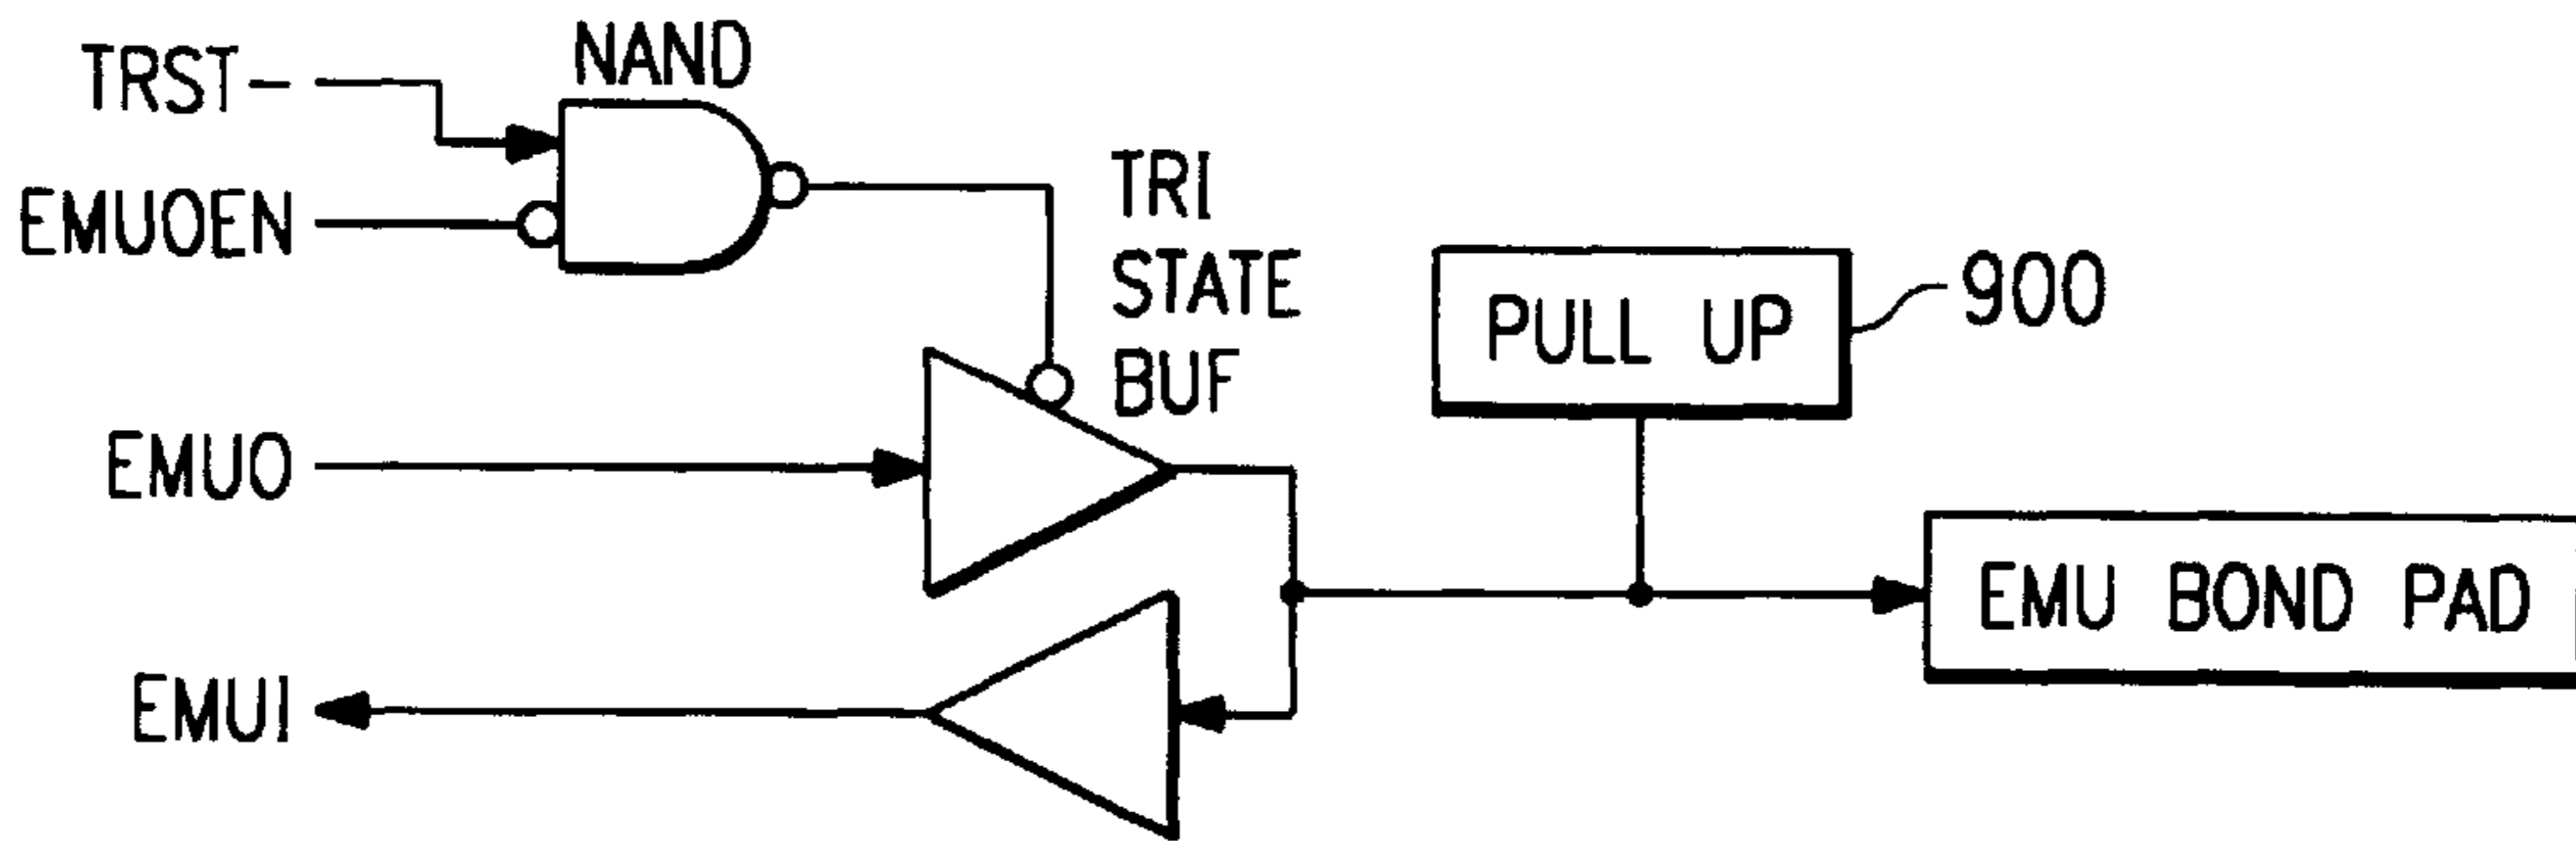 TRST-
NAND
EMUOEN
TRI
STATE
BUF
PULL UP
900
EMUO
EMU BOND PAD
EMUI